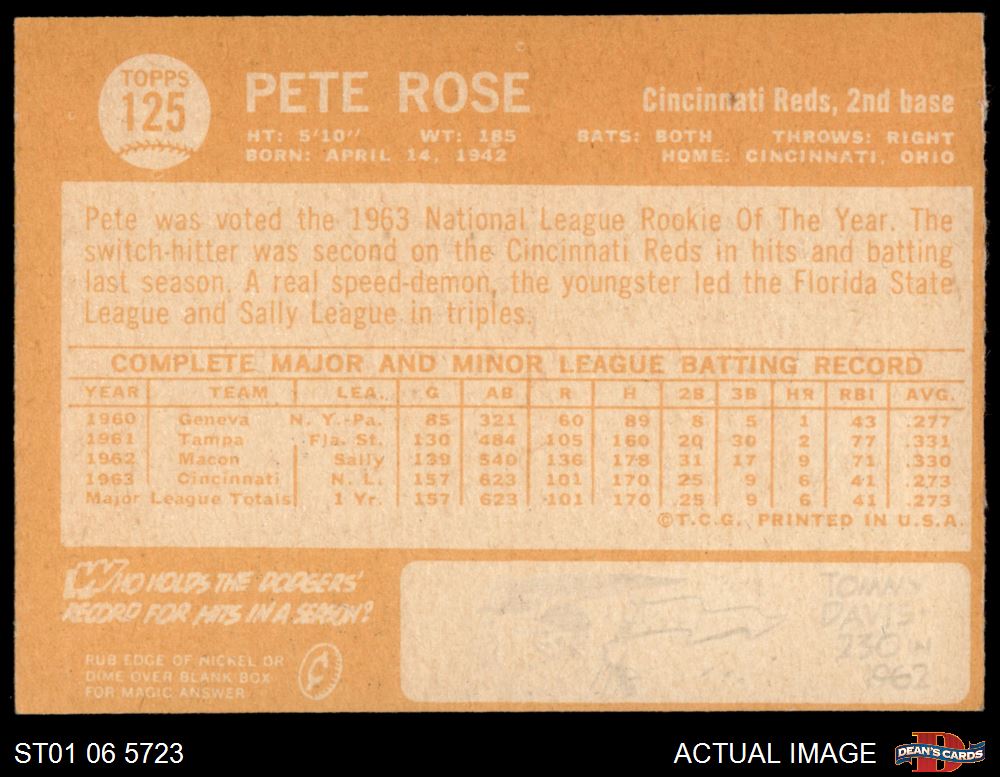 TOPPS
125
PETE ROSE
Cincinnati Reds, 2nd base
HT: 5'10" WT: 185 BATS: BOTH THROWS: RIGHT
BORN: APRIL 14, 1942 HOME: CINCINNATI, OHIO
Pete was voted the 1963 National League Rookie Of The Year. The
switch-hitter was second on the Cincinnati Reds in hits and batting
last season. A real speed-demon, the youngster led the Florida State
League and Sally League in triples.
COMPLETE MAJOR AND MINOR LEAGUE BATTING RECORD
YEAR TEAM LEA. G AB R H 2B 3B HR RBI AVG.
1960 Geneva N. Y.-Pa. 85 321 60 89 8 5 1 43 .277
1961 Tampa Fla. St. 130 484 105 160 20 30 2 77 .331
1962 Macon Sally 139 540 136 178 31 17 9 71 .330
1963 Cincinnati N. L. 157 623 101 170 25 9 6 41 .273
Major League Totals 1 Yr. 157 623 101 170 25 9 6 41 .273
©T.C.G. PRINTED IN U.S.A.
WHO HOLDS THE DODGERS'
RECORD FOR HITS IN A SEASON?
RUB EDGE OF NICKEL OR
DIME OVER BLANK BOX
FOR MAGIC ANSWER
TOMMY
DAVIS-
230 IN
1962
ST01 06 5723
ACTUAL IMAGE
D
DEAN'S CARDS